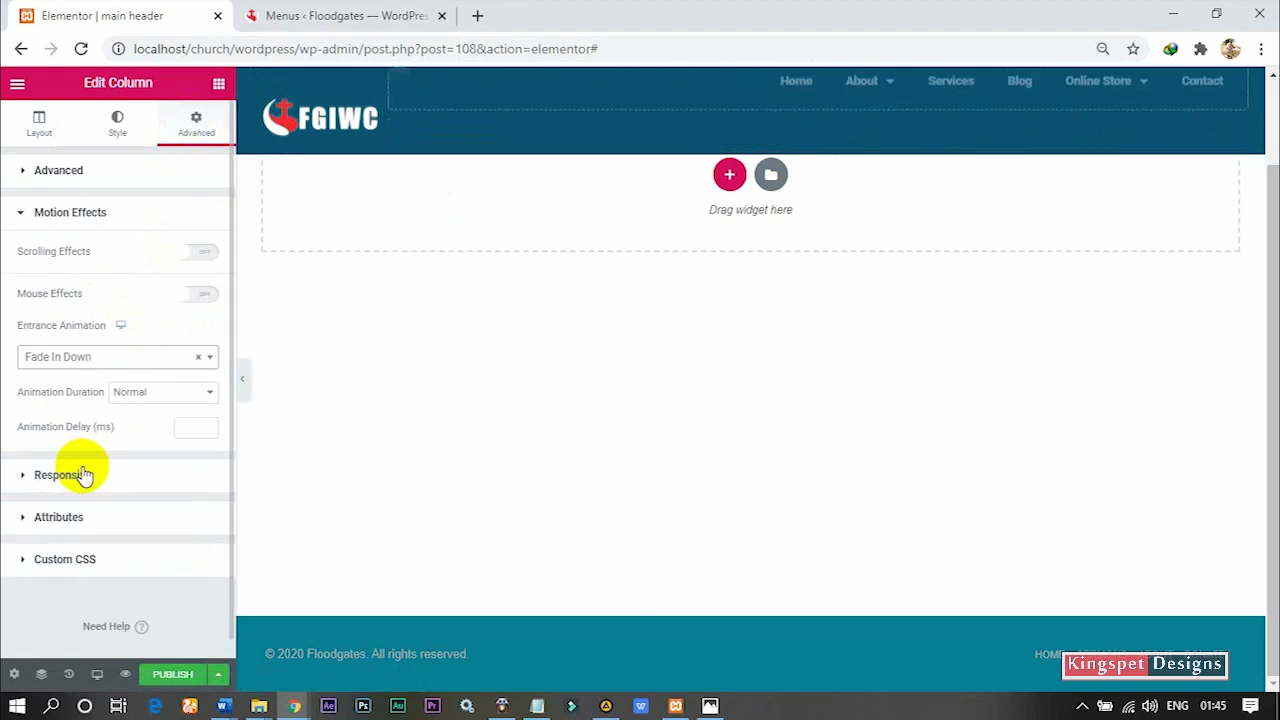 Elementor | main header
Menus ‹ Floodgates — WordPres
localhost/church/wordpress/wp-admin/post.php?post=108&action=elementor#
Edit Column
Layout
Style
Advanced
Advanced
Motion Effects
Scrolling Effects
OFF
Mouse Effects
OFF
Entrance Animation
Fade In Down
Animation Duration
Normal
Animation Delay (ms)
Attributes
Custom CSS
Need Help
PUBLISH
FGIWC
Home
About
Services
Blog
Online Store
Contact
Drag widget here
© 2020 Floodgates. All rights reserved.
Kingspet Designs
01:45